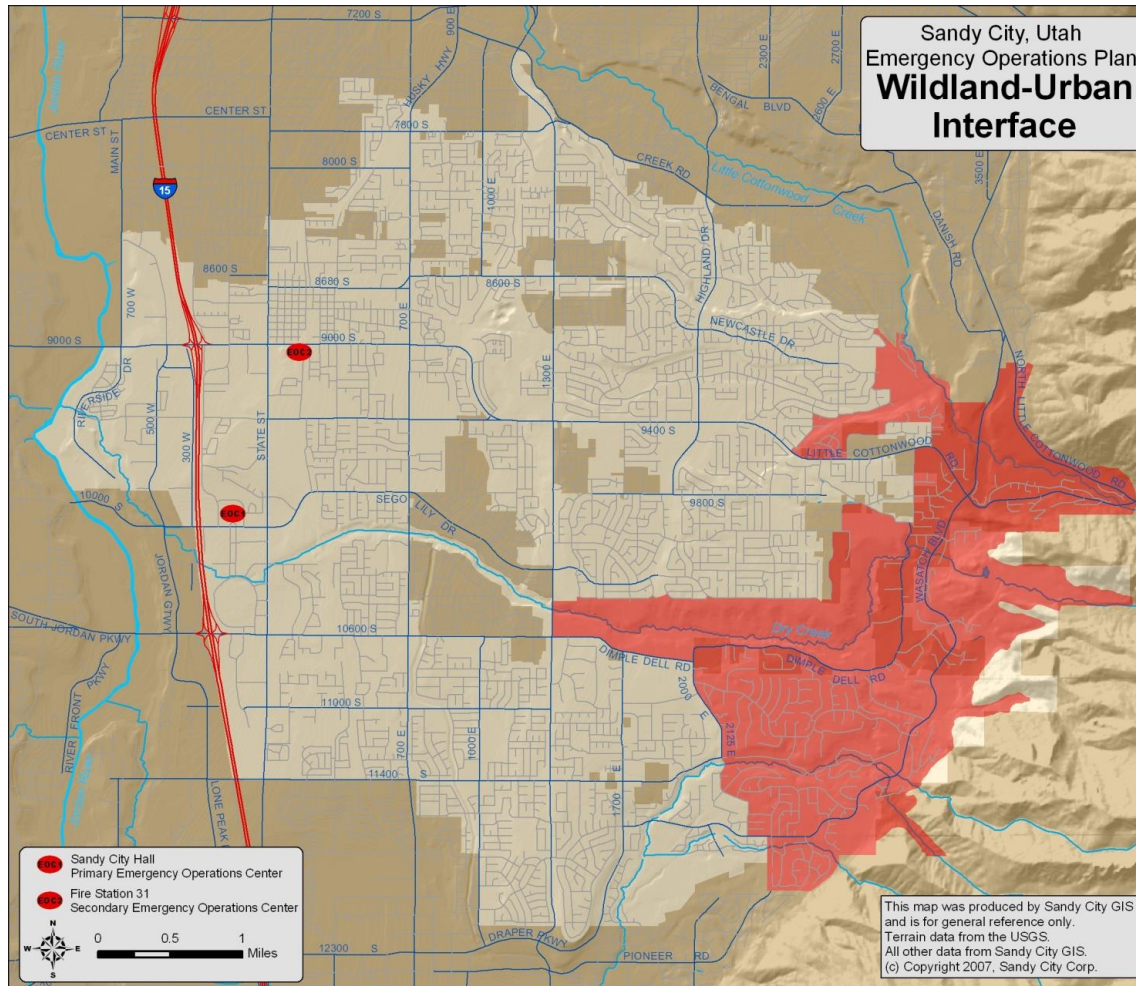 Sandy City, Utah
Emergency Operations Plan
Wildland-Urban
Interface
7200 S
900 E
HUSKY HWY
2300 E
2700 E
BENGAL BLVD
2600 E
3500 E
CENTER ST
CENTER ST
MAIN ST
7800 S
8000 S
1000 E
CREEK RD
Little Cottonwood Creek
DANISH RD
15
HIGHLAND DR
8600 S
8680 S
8600 S
700 W
700 E
NEWCASTLE DR
9000 S
9000 S
EOC2
1300 E
NORTH LITTLE COTTONWOOD RD
RIVERSIDE DR
500 W
300 W
STATE ST
9400 S
LITTLE COTTONWOOD RD
10000 S
EOC1
SEGO LILY DR
9800 S
WASATCH BLVD
JORDAN GTWY
SOUTH JORDAN PKWY
10600 S
Dry Creek
DIMPLE DELL RD
DIMPLE DELL RD
2000 E
RIVER FRONT PKWY
11000 S
700 E
1000 E
2125 E
11400 S
1700 E
LONE PEAK
EOC1
Sandy City Hall
Primary Emergency Operations Center
EOC2
Fire Station 31
Secondary Emergency Operations Center
N
W E
S
0 0.5 1
Miles
12300 S
DRAPER PKWY
PIONEER RD
This map was produced by Sandy City GIS
and is for general reference only.
Terrain data from the USGS.
All other data from Sandy City GIS.
(c) Copyright 2007, Sandy City Corp.